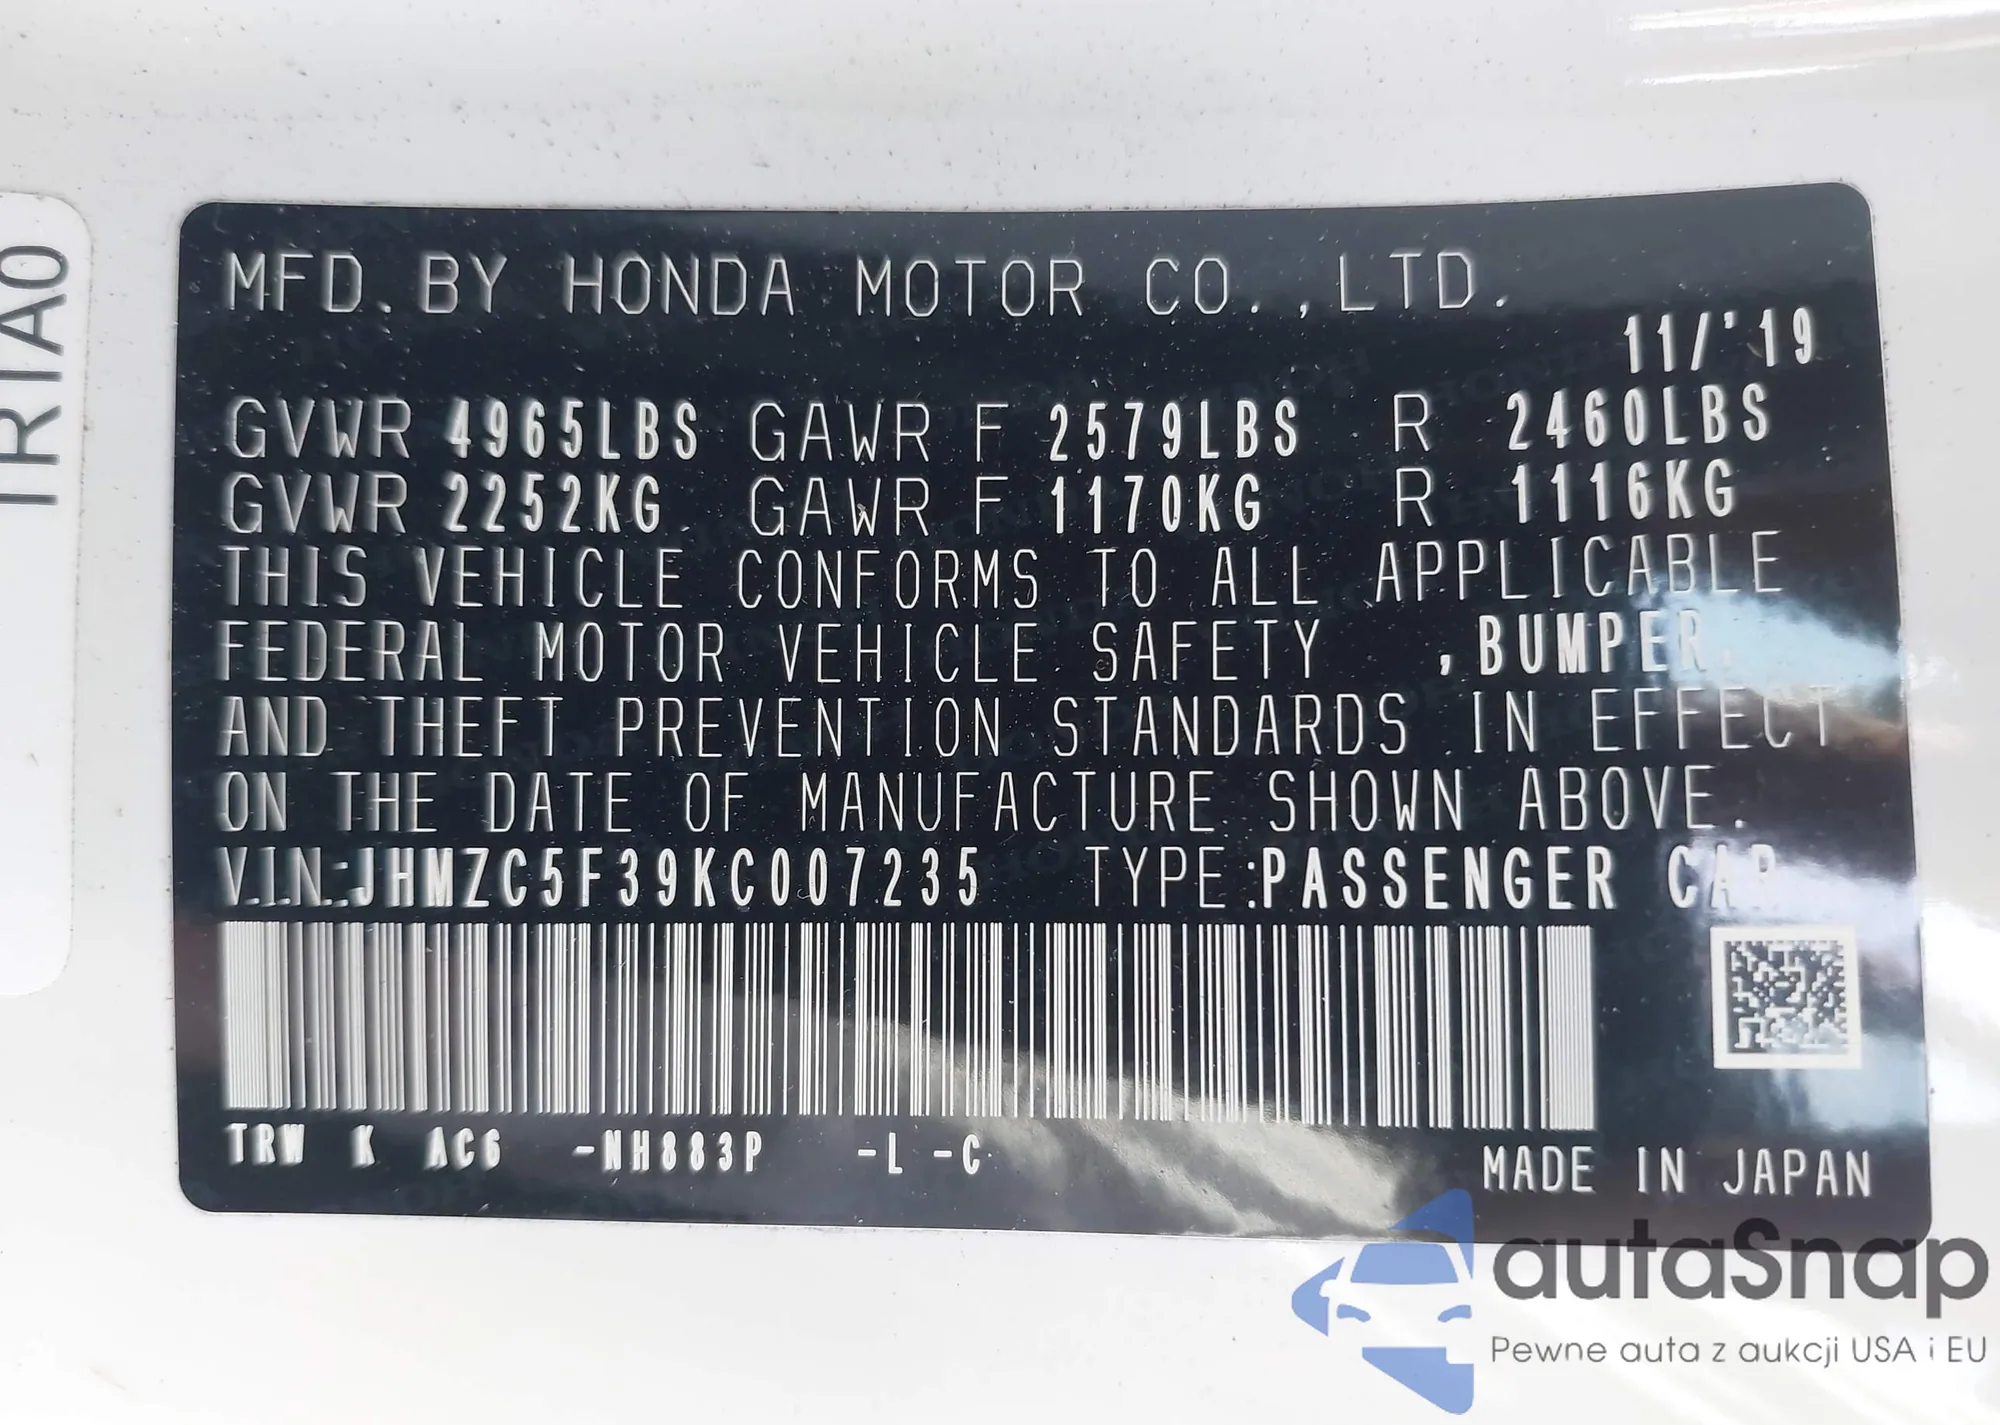 TRTA0
MFD. BY HONDA MOTOR CO.,LTD.
11/'19
GVWR 4965LBS GAWR F 2579LBS R 2460LBS
GVWR 2252KG GAWR F 1170KG R 1116KG
THIS VEHICLE CONFORMS TO ALL APPLICABLE
FEDERAL MOTOR VEHICLE SAFETY ,BUMPER,
AND THEFT PREVENTION STANDARDS IN EFFECT
ON THE DATE OF MANUFACTURE SHOWN ABOVE.
V.I.N.:JHMZC5F39KC007235 TYPE:PASSENGER CAR
TRW K AC6 -NH883P -L -C
MADE IN JAPAN
autaSnap
Pewne auta z aukcji USA i EU